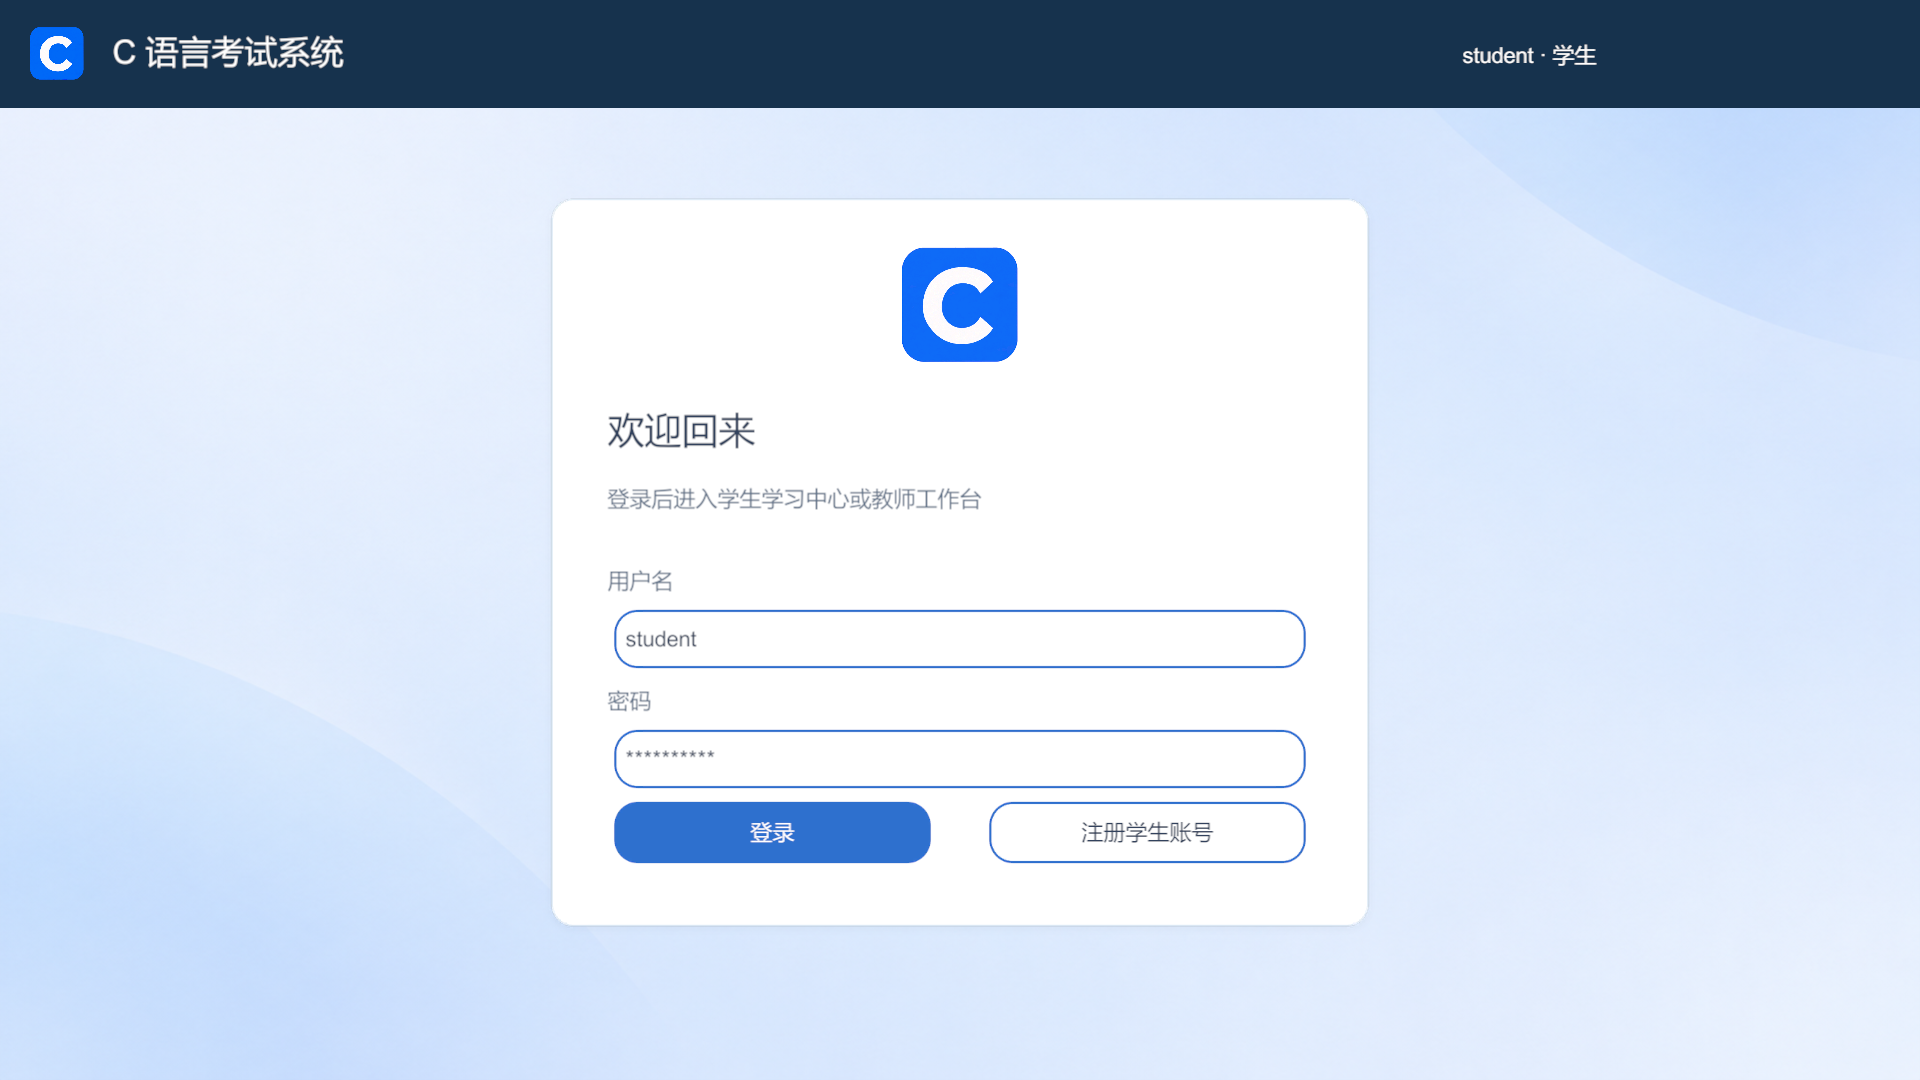 C C 语言考试系统
student · 学生
C
欢迎回来
登录后进入学生学习中心或教师工作台
用户名
student
密码
**********
登录
注册学生账号